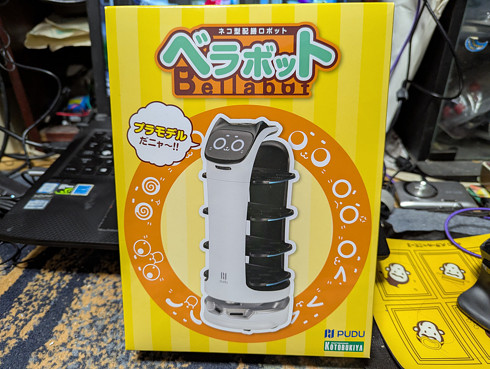 ネコ型配膳ロボット
ベラボット
Bellabot
プラモデル
だニャ〜!!
PUDU
KOTOBUKIYA